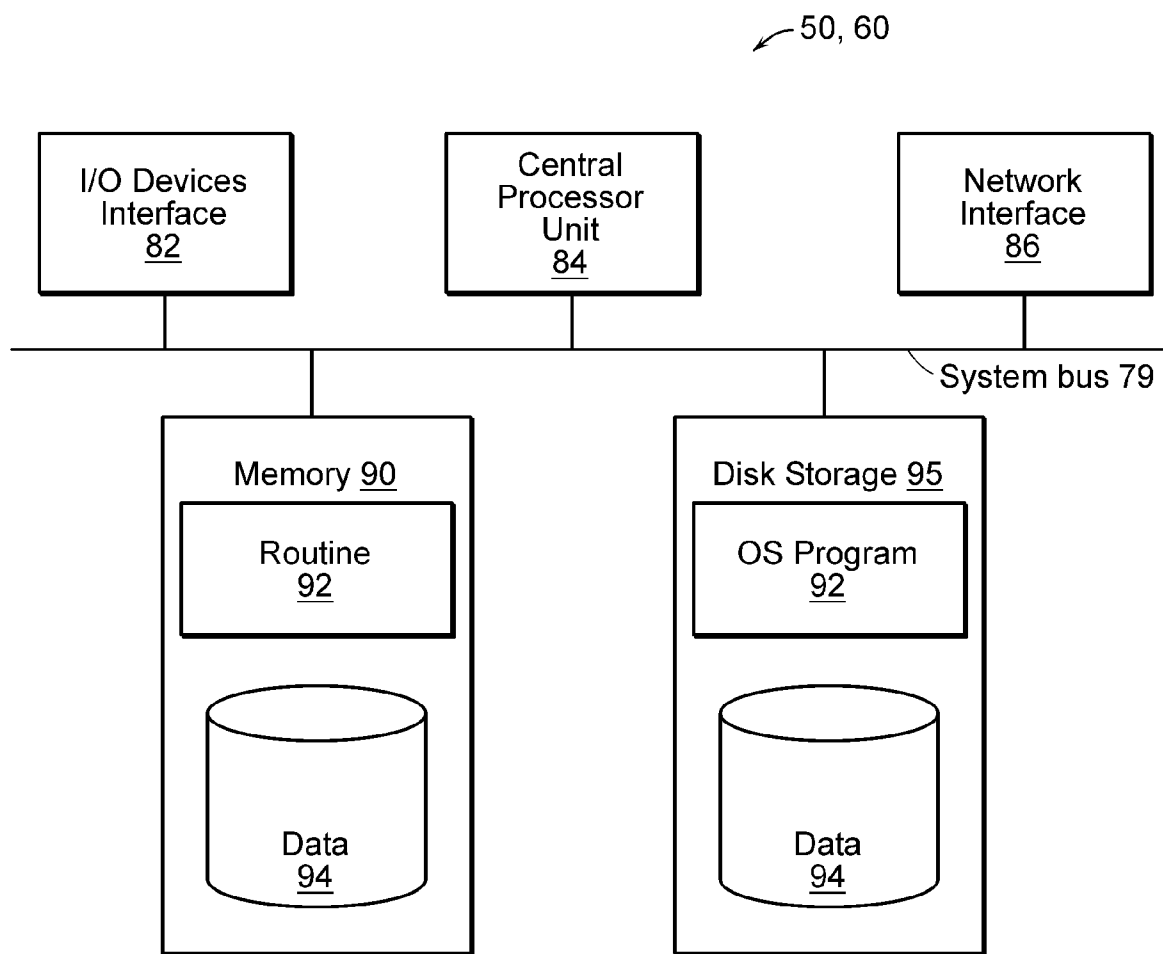 50, 60
I/O Devices
Interface
82
Central
Processor
Unit
84
Network
Interface
86
System bus 79
Memory 90
Routine
92
Data
94
Disk Storage 95
OS Program
92
Data
94